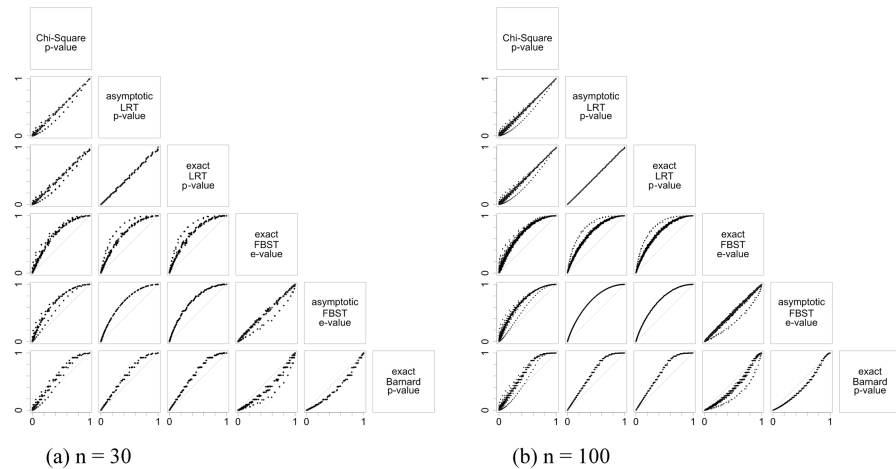 Chi-Square
p-value
1
0
asymptotic
LRT
p-value
1
0
exact
LRT
p-value
1
0
exact
FBST
e-value
1
0
asymptotic
FBST
e-value
1
0
exact
Barnard
p-value
0 1 0 1 0 1 0 1 0 1
(a) n = 30
Chi-Square
p-value
1
0
asymptotic
LRT
p-value
1
0
exact
LRT
p-value
1
0
exact
FBST
e-value
1
0
asymptotic
FBST
e-value
1
0
exact
Barnard
p-value
0 1 0 1 0 1 0 1 0 1
(b) n = 100